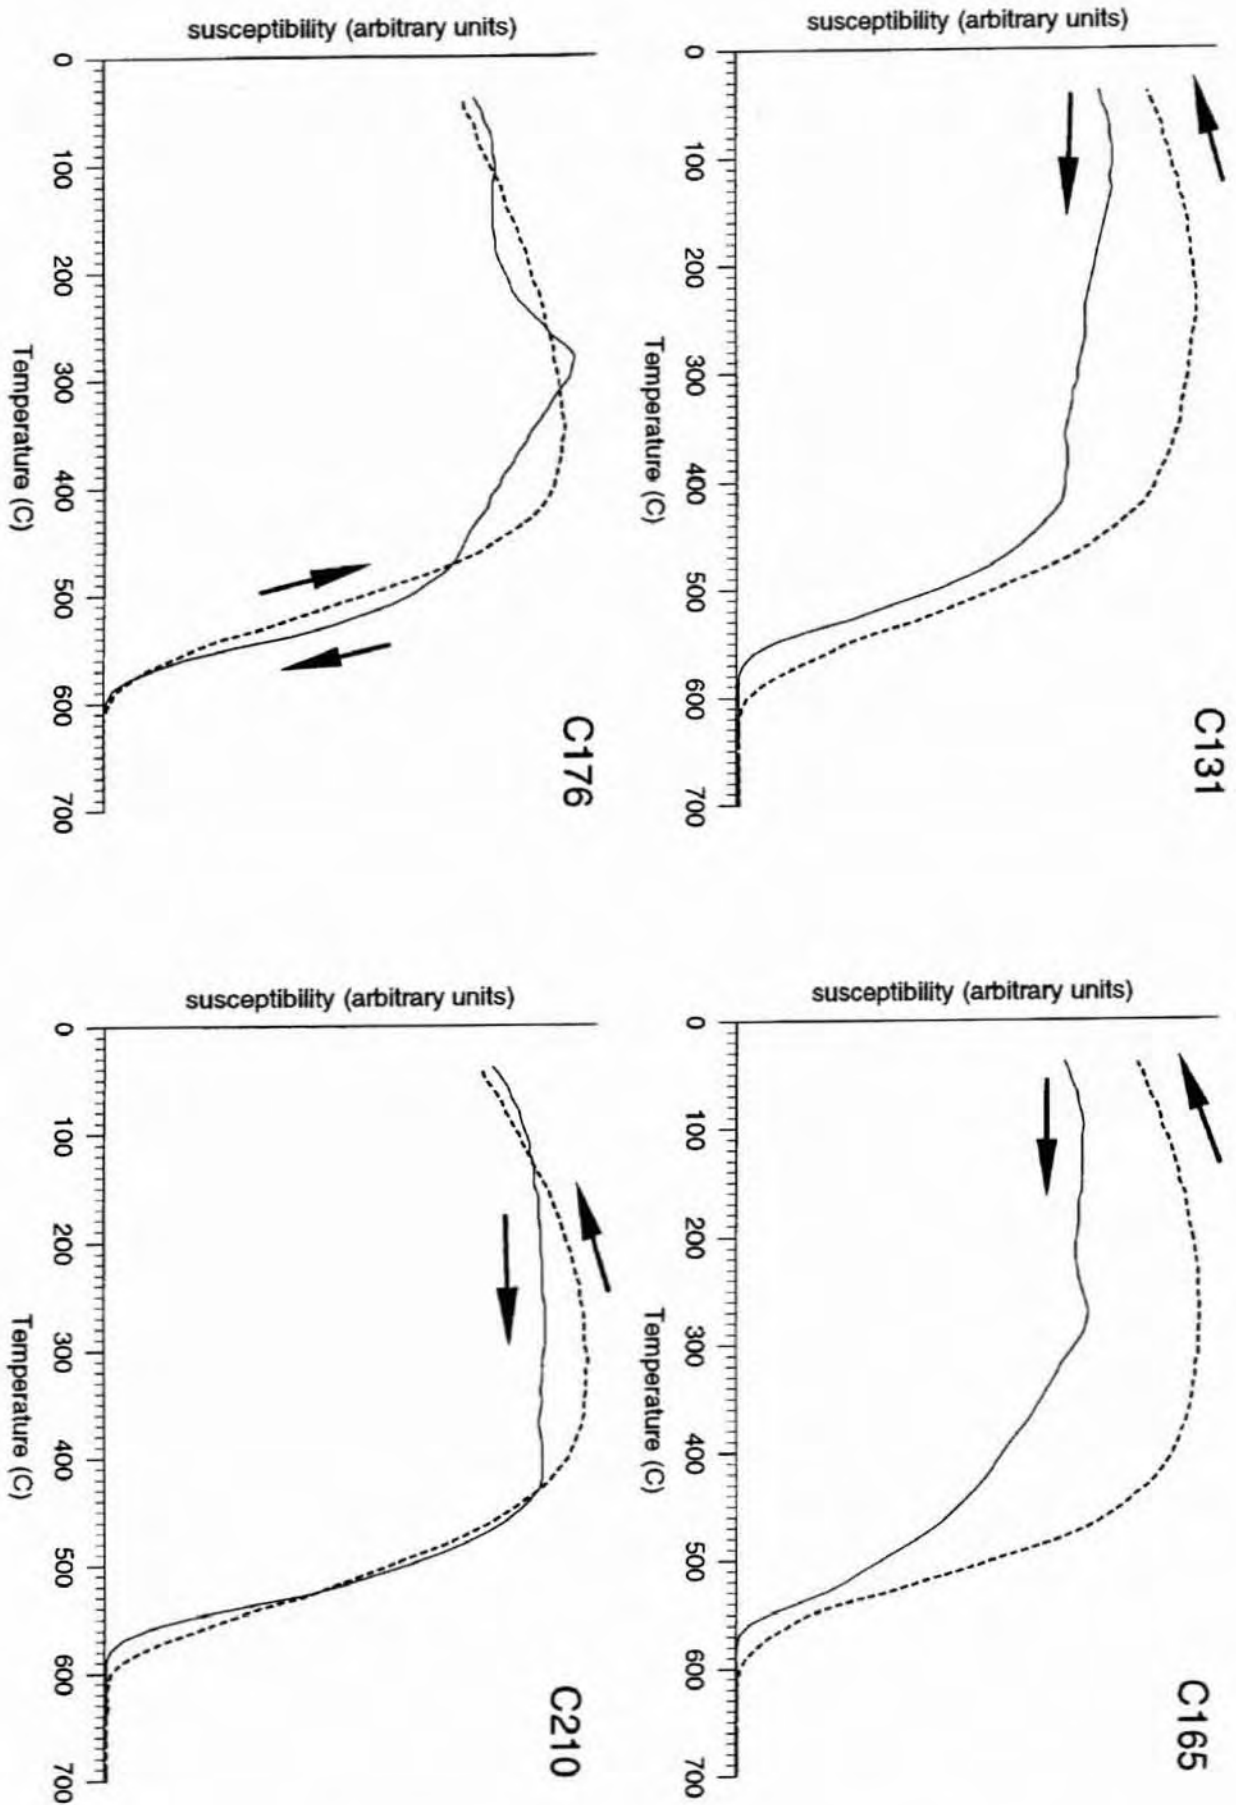 C131
susceptibility (arbitrary units)
0 100 200 300 400 500 600 700
Temperature (C)
C165
susceptibility (arbitrary units)
0 100 200 300 400 500 600 700
Temperature (C)
C176
susceptibility (arbitrary units)
0 100 200 300 400 500 600 700
Temperature (C)
C210
susceptibility (arbitrary units)
0 100 200 300 400 500 600 700
Temperature (C)